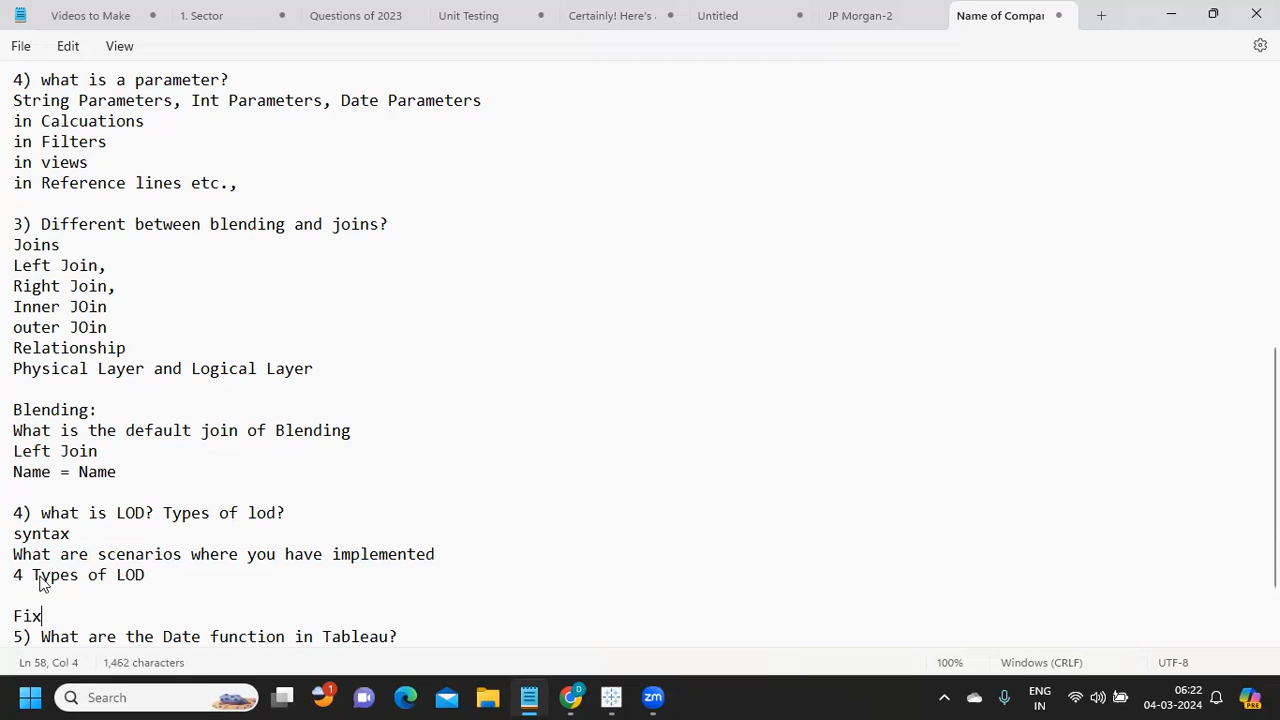 Videos to Make
1. Sector
Questions of 2023
Unit Testing
Certainly! Here's
Untitled
JP Morgan-2
Name of Compar
File
Edit
View
4) what is a parameter?
String Parameters, Int Parameters, Date Parameters
in Calcuations
in Filters
in views
in Reference lines etc.,
3) Different between blending and joins?
Joins
Left Join,
Right Join,
Inner JOin
outer JOin
Relationship
Physical Layer and Logical Layer
Blending:
What is the default join of Blending
Left Join
Name = Name
4) what is LOD? Types of lod?
syntax
What are scenarios where you have implemented
4 Types of LOD
Fix
5) What are the Date function in Tableau?
Ln 58, Col 4
1,462 characters
100%
Windows (CRLF)
UTF-8
Search
1
ENG
IN
06:22
04-03-2024
PRE